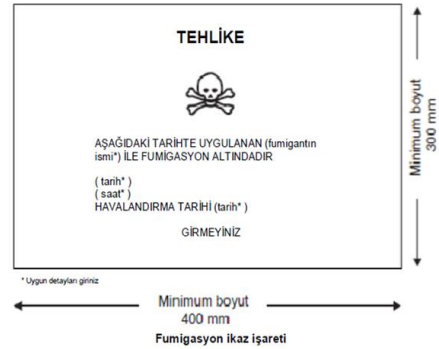 TEHLİKE
AŞAĞIDAKİ TARİHTE UYGULANAN (fumigantın
ismi*) İLE FUMİGASYON ALTINDADIR
( tarih* )
( saat* )
HAVALANDIRMA TARİHİ (tarih* )
GİRMEYİNİZ
Minimum boyut
300 mm
* Uygun detayları giriniz
Minimum boyut
400 mm
Fumigasyon ikaz işareti